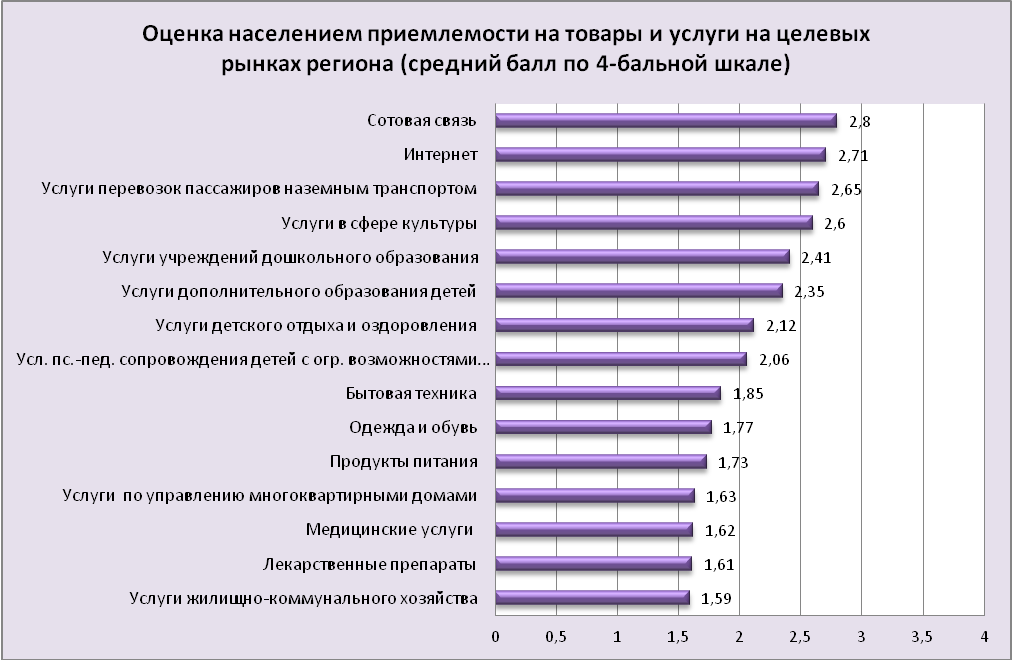 Оценка населением приемлемости на товары и услуги на целевых
рынках региона (средний балл по 4-бальной шкале)
Сотовая связь 2,8
Интернет 2,71
Услуги перевозок пассажиров наземным транспортом 2,65
Услуги в сфере культуры 2,6
Услуги учреждений дошкольного образования 2,41
Услуги дополнительного образования детей 2,35
Услуги детского отдыха и оздоровления 2,12
Усл. пс.-пед. сопровождения детей с огр. возможностями... 2,06
Бытовая техника 1,85
Одежда и обувь 1,77
Продукты питания 1,73
Услуги по управлению многоквартирными домами 1,63
Медицинские услуги 1,62
Лекарственные препараты 1,61
Услуги жилищно-коммунального хозяйства 1,59
0 0,5 1 1,5 2 2,5 3 3,5 4